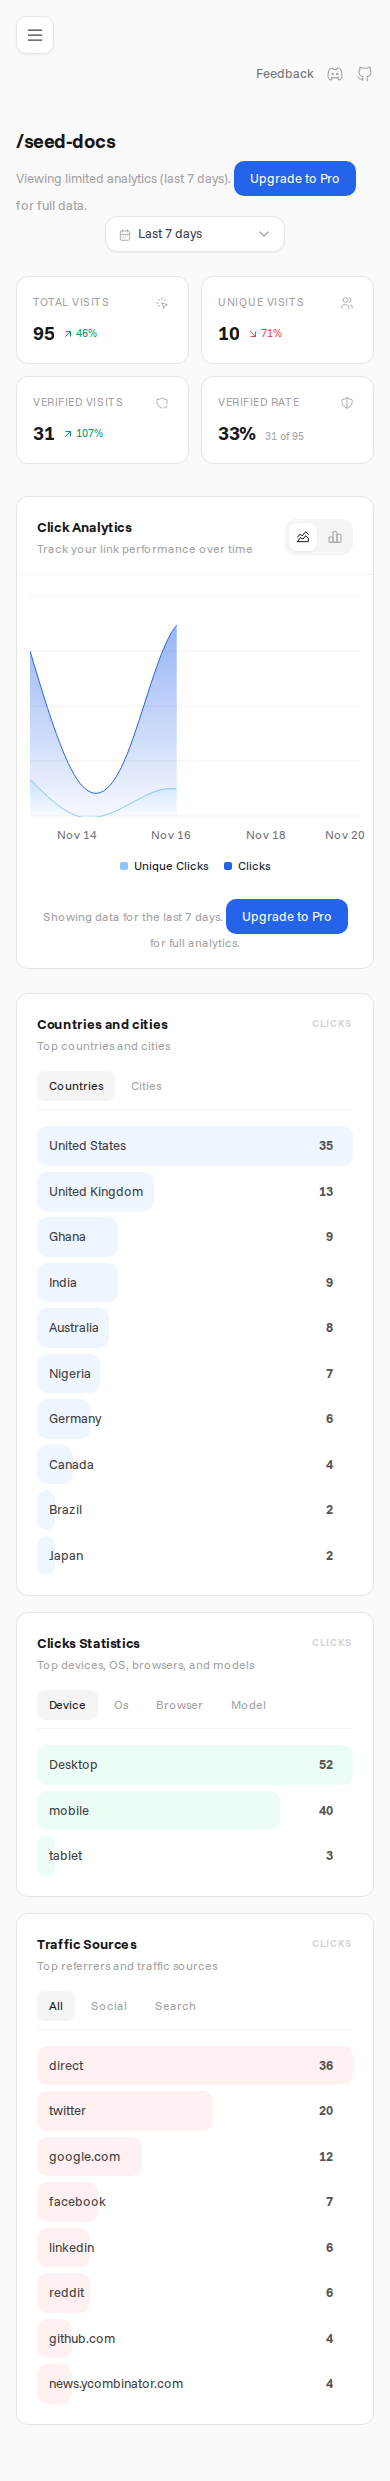 Feedback
/seed-docs
Viewing limited analytics (last 7 days). Upgrade to Pro
for full data.
Last 7 days
TOTAL VISITS
95 46%
UNIQUE VISITS
10 71%
VERIFIED VISITS
31 107%
VERIFIED RATE
33% 31 of 95
Click Analytics
Track your link performance over time
Nov 14 Nov 16 Nov 18 Nov 20
Unique Clicks Clicks
Showing data for the last 7 days. Upgrade to Pro
for full analytics.
Countries and cities CLICKS
Top countries and cities
Countries Cities
United States 35
United Kingdom 13
Ghana 9
India 9
Australia 8
Nigeria 7
Germany 6
Canada 4
Brazil 2
Japan 2
Clicks Statistics CLICKS
Top devices, OS, browsers, and models
Device Os Browser Model
Desktop 52
mobile 40
tablet 3
Traffic Sources CLICKS
Top referrers and traffic sources
All Social Search
direct 36
twitter 20
google.com 12
facebook 7
linkedin 6
reddit 6
github.com 4
news.ycombinator.com 4